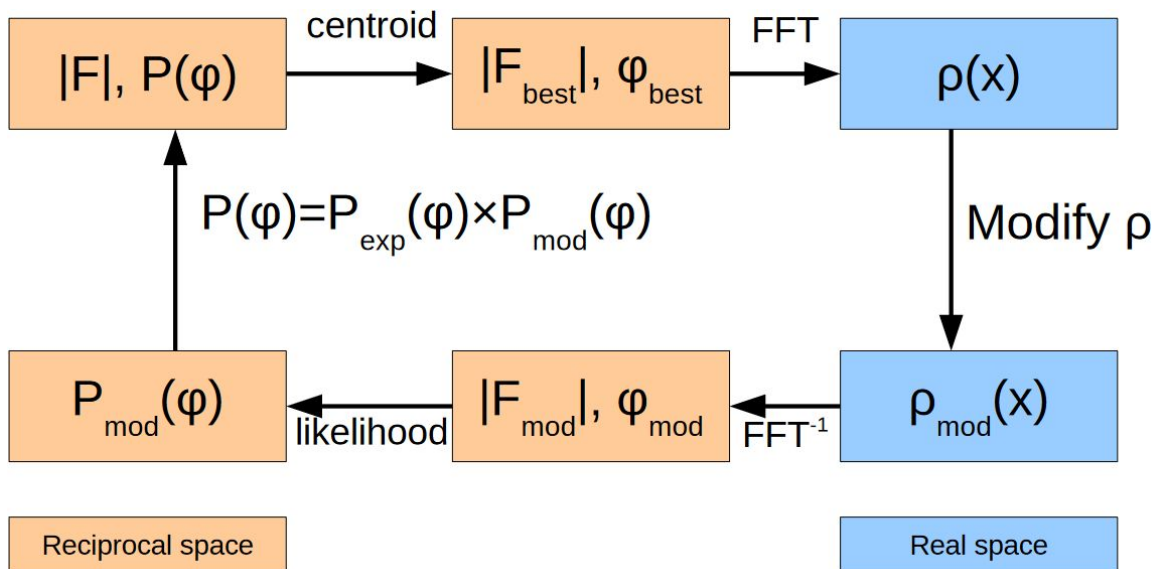 centroid
FFT
|F|, P(φ)
|F_best|, φ_best
ρ(x)
P(φ)=P_exp(φ)×P_mod(φ)
Modify ρ
P_mod(φ)
likelihood
|F_mod|, φ_mod
FFT⁻¹
ρ_mod(x)
Reciprocal space
Real space